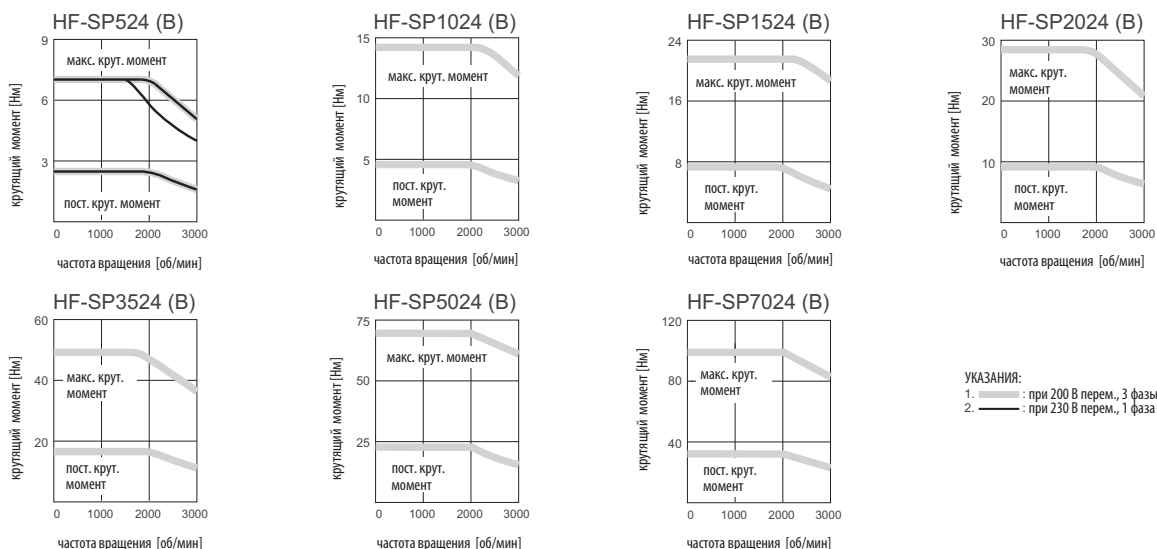 HF-SP524 (B)
9
6
3
макс. крут. момент
пост. крут. момент
крутящий момент [Нм]
0 1000 2000 3000
частота вращения [об/мин]
HF-SP1024 (B)
15
10
5
макс. крут. момент
пост. крут.
момент
крутящий момент [Нм]
0 1000 2000 3000
частота вращения [об/мин]
HF-SP1524 (B)
24
16
8
макс. крут. момент
пост. крут.
момент
крутящий момент [Нм]
0 1000 2000 3000
частота вращения [об/мин]
HF-SP2024 (B)
30
20
10
макс. крут.
момент
пост. крут.
момент
крутящий момент [Нм]
0 1000 2000 3000
частота вращения [об/мин]
HF-SP3524 (B)
60
40
20
макс. крут.
момент
пост. крут.
момент
крутящий момент [Нм]
0 1000 2000 3000
частота вращения [об/мин]
HF-SP5024 (B)
75
50
25
макс. крут. момент
пост. крут.
момент
крутящий момент [Нм]
0 1000 2000 3000
частота вращения [об/мин]
HF-SP7024 (B)
120
80
40
макс. крут.
момент
пост. крут.
момент
крутящий момент [Нм]
0 1000 2000 3000
частота вращения [об/мин]
УКАЗАНИЯ:
1. : при 200 В перем., 3 фазы
2. : при 230 В перем., 1 фаза